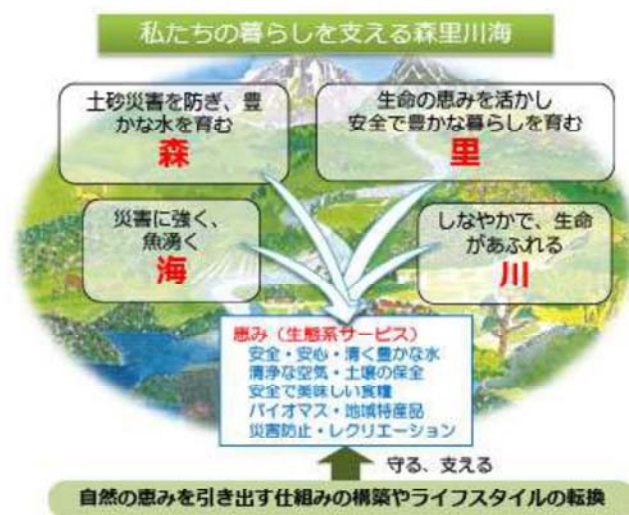 私たちの暮らしを支える森里川海
土砂災害を防ぎ、豊
かな水を育む
森
生命の恵みを活かし
安全で豊かな暮らしを育む
里
災害に強く、
魚湧く
海
しなやかで、生命
があふれる
川
恵み（生態系サービス）
安全・安心・清く豊かな水
清浄な空気・土壌の保全
安全で美味しい食糧
バイオマス・地域特産品
災害防止・レクリエーション
守る、支える
自然の恵みを引き出す仕組みの構築やライフスタイルの転換